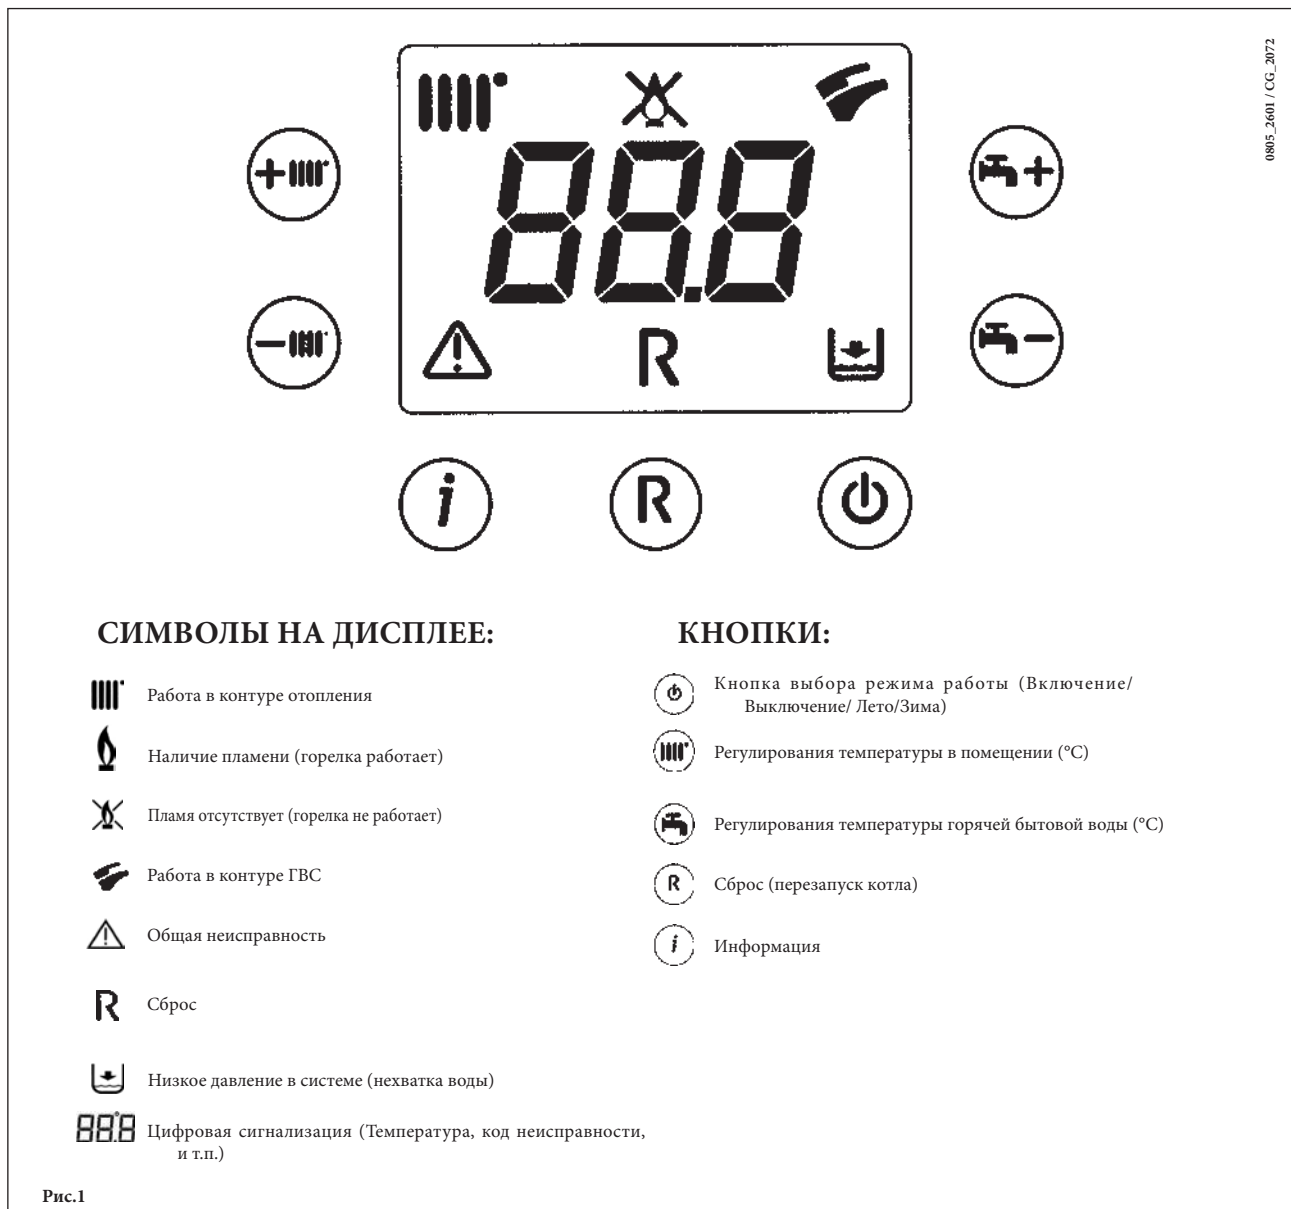 0805_2601 / CG_2072
88.8
R
i
R
СИМВОЛЫ НА ДИСПЛЕЕ:
Работа в контуре отопления
Наличие пламени (горелка работает)
Пламя отсутствует (горелка не работает)
Работа в контуре ГВС
Общая неисправность
R
Сброс
Низкое давление в системе (нехватка воды)
88.8
Цифровая сигнализация (Температура, код неисправности,
и т.п.)
КНОПКИ:
Кнопка выбора режима работы (Включение/
Выключение/ Лето/Зима)
Регулирования температуры в помещении (°C)
Регулирования температуры горячей бытовой воды (°C)
R
Сброс (перезапуск котла)
i
Информация
Рис.1